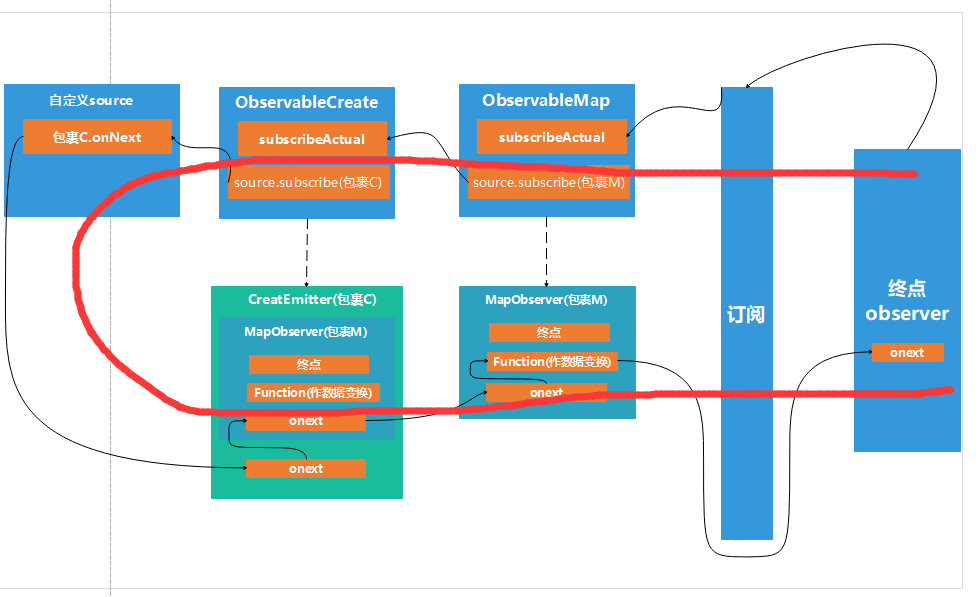 自定义source
包裹C.onNext
ObservableCreate
subscribeActual
source.subscribe(包裹C)
ObservableMap
subscribeActual
source.subscribe(包裹M)
CreatEmitter(包裹C)
MapObserver(包裹M)
终点
Function(作数据变换)
onext
onext
MapObserver(包裹M)
终点
Function(作数据变换)
onext
订阅
终点
observer
onext